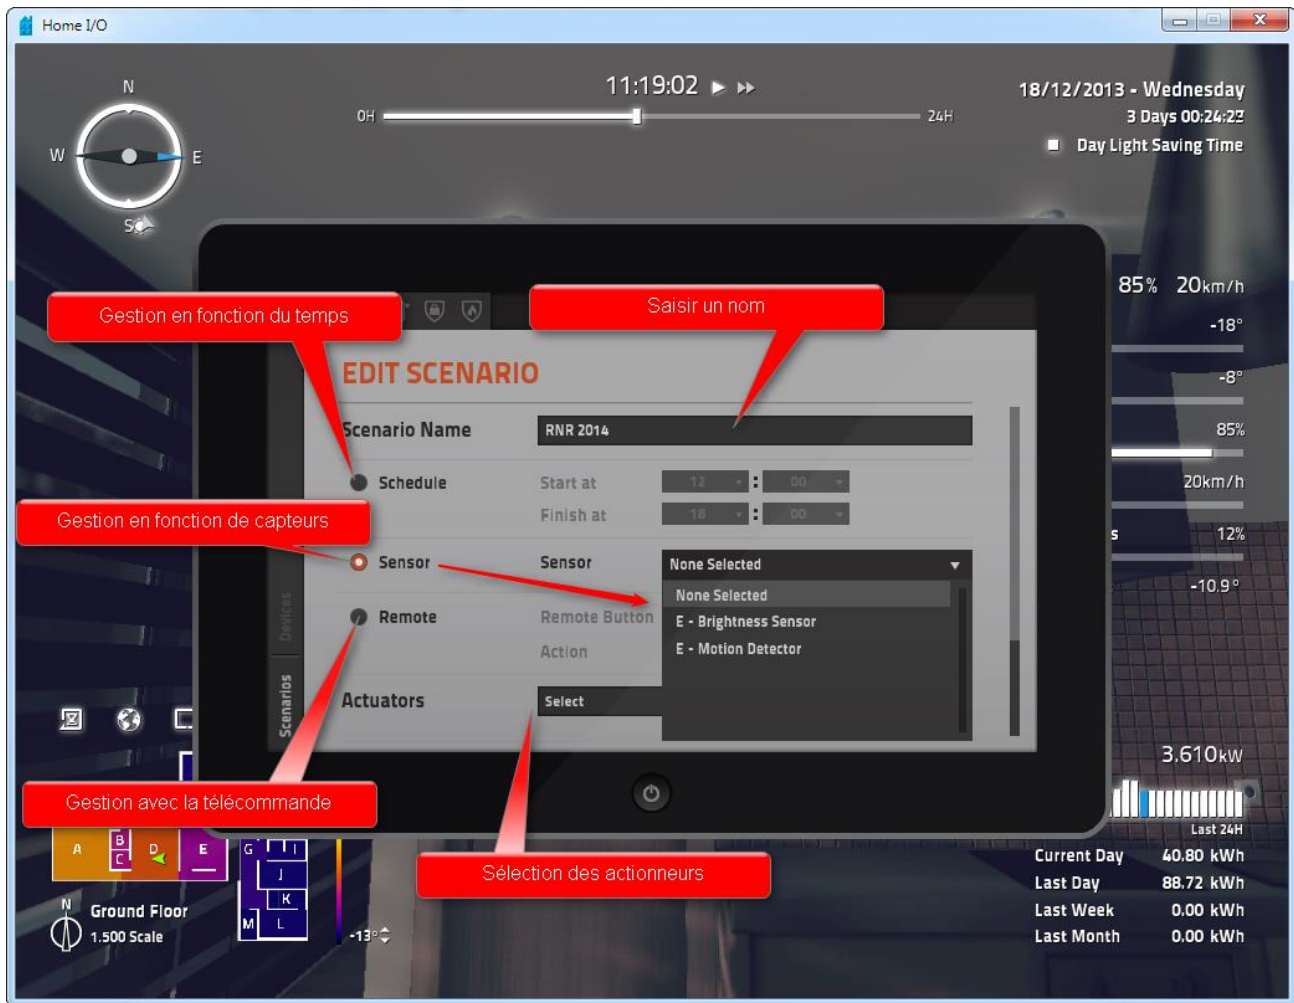 Home I/O
N
W
E
S
11:19:02
0H
24H
18/12/2013 - Wednesday
3 Days 00:24:22
Day Light Saving Time
85% 20km/h
-18°
-8°
85%
20km/h
s 12%
-10.9°
Gestion en fonction du temps
Saisir un nom
EDIT SCENARIO
Scenario Name
RNR 2014
Schedule
Start at
12 : 00
Finish at
18 : 00
Gestion en fonction de capteurs
Sensor
Sensor
None Selected
None Selected
E - Brightness Sensor
E - Motion Detector
Remote
Remote Button
Action
Actuators
Select
Devices
Scenarios
Gestion avec la télécommande
Sélection des actionneurs
A
B
C
D
E
G
I
J
K
L
M
N
Ground Floor
1.500 Scale
-13°
3.610kW
Last 24H
Current Day 40.80 kWh
Last Day 88.72 kWh
Last Week 0.00 kWh
Last Month 0.00 kWh